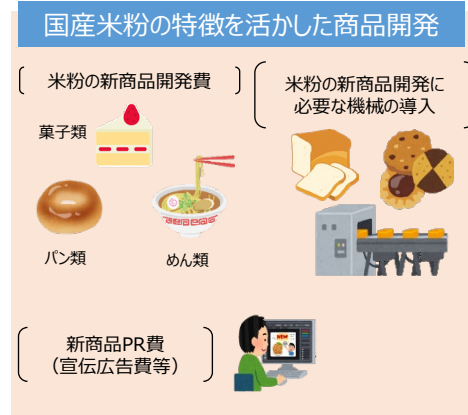 国産米粉の特徴を活かした商品開発
米粉の新商品開発費
菓子類
パン類
めん類
米粉の新商品開発に
必要な機械の導入
新商品PR費
（宣伝広告費等）
NEW